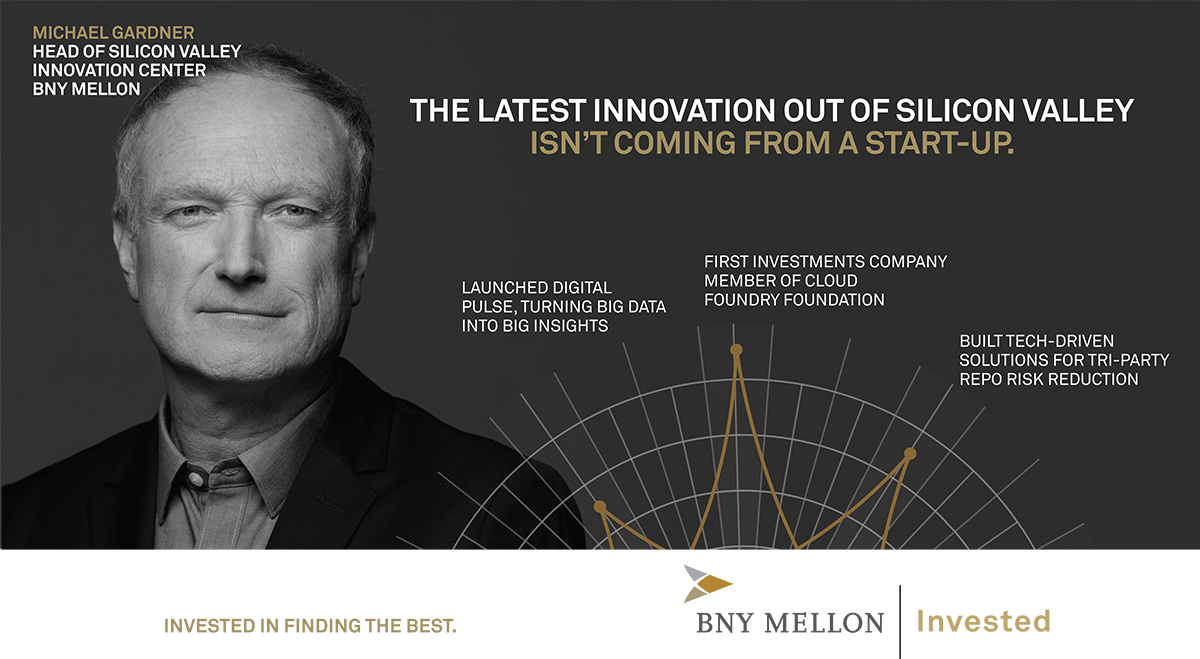 MICHAEL GARDNER
HEAD OF SILICON VALLEY
INNOVATION CENTER
BNY MELLON
THE LATEST INNOVATION OUT OF SILICON VALLEY
ISN'T COMING FROM A START-UP.
LAUNCHED DIGITAL
PULSE, TURNING BIG DATA
INTO BIG INSIGHTS
FIRST INVESTMENTS COMPANY
MEMBER OF CLOUD
FOUNDRY FOUNDATION
BUILT TECH-DRIVEN
SOLUTIONS FOR TRI-PARTY
REPO RISK REDUCTION
INVESTED IN FINDING THE BEST.
BNY MELLON
Invested